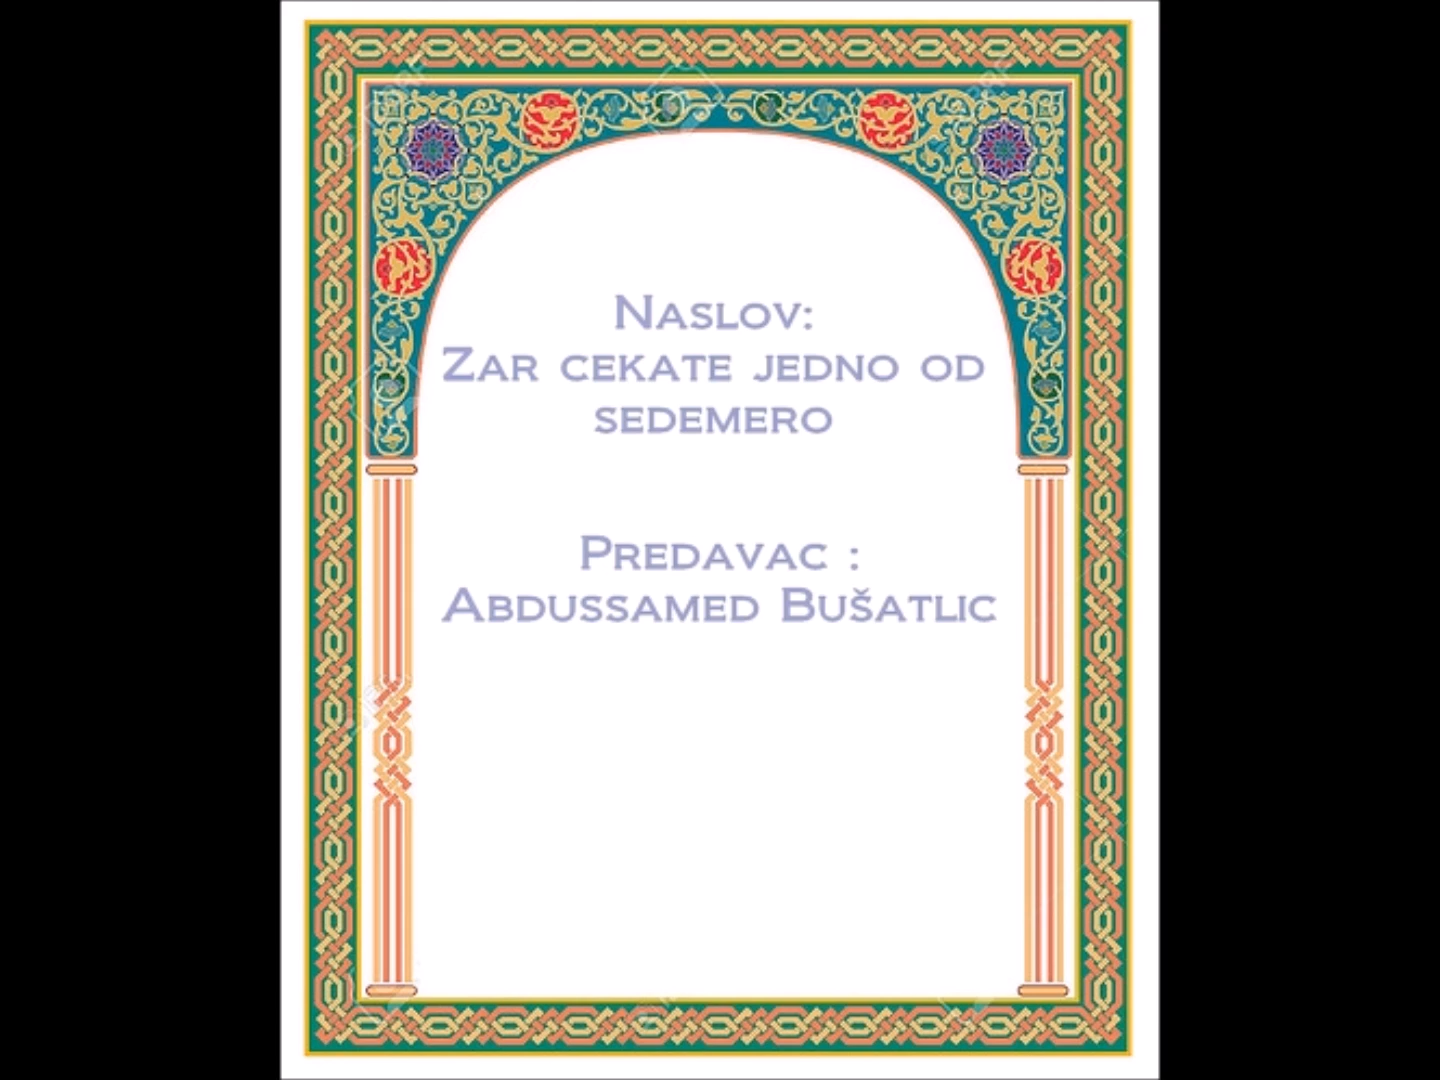 Naslov:
Zar cekate jedno od
sedemero
Predavac :
Abdussamed Bušatlic